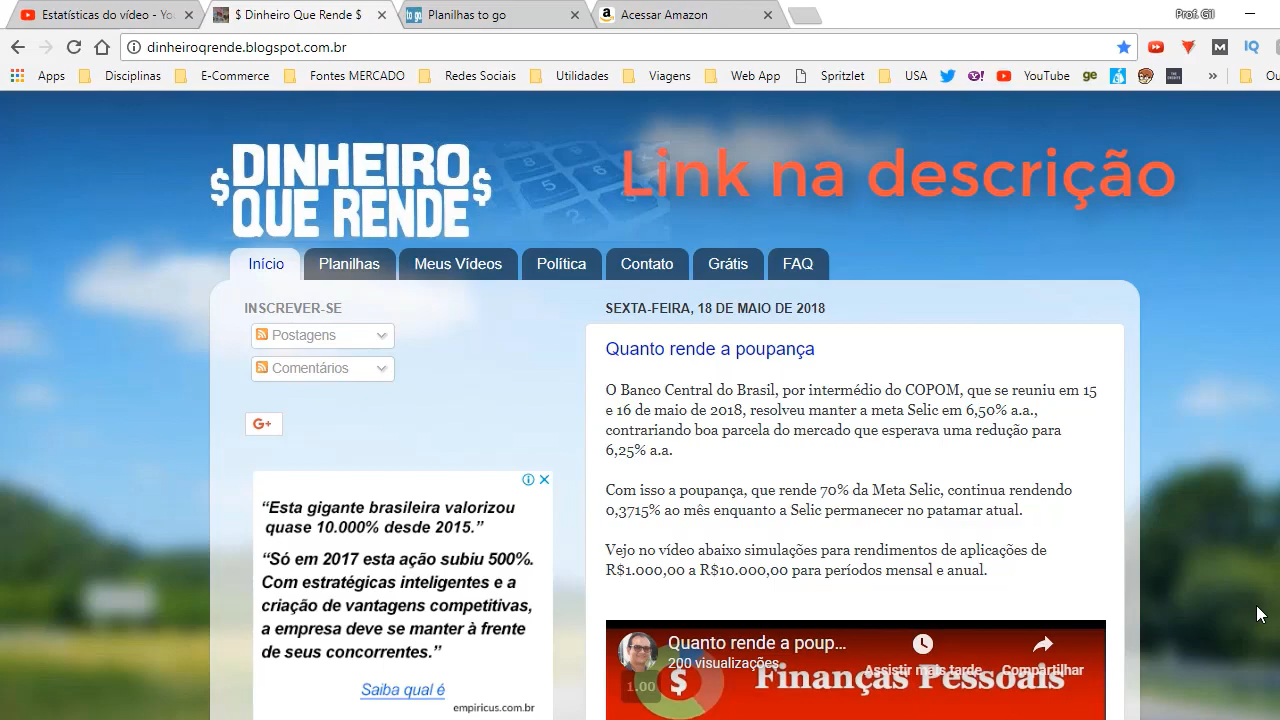 Estatísticas do vídeo - Yo
$ Dinheiro Que Rende $
Planilhas to go
Acessar Amazon
Prof. Gil
dinheiroqrende.blogspot.com.br
Apps
Disciplinas
E-Commerce
Fontes MERCADO
Redes Sociais
Utilidades
Viagens
Web App
Spritzlet
USA
YouTube
ge
»
Ou
$DINHEIRO$
QUE RENDE
Link na descrição
Início
Planilhas
Meus Vídeos
Política
Contato
Grátis
FAQ
INSCREVER-SE
Postagens
Comentários
G+
SEXTA-FEIRA, 18 DE MAIO DE 2018
Quanto rende a poupança
O Banco Central do Brasil, por intermédio do COPOM, que se reuniu em 15
e 16 de maio de 2018, resolveu manter a meta Selic em 6,50% a.a.,
contrariando boa parcela do mercado que esperava uma redução para
6,25% a.a.
Com isso a poupança, que rende 70% da Meta Selic, continua rendendo
0,3715% ao mês enquanto a Selic permanecer no patamar atual.
Vejo no vídeo abaixo simulações para rendimentos de aplicações de
R$1.000,00 a R$10.000,00 para períodos mensal e anual.
“Esta gigante brasileira valorizou
quase 10.000% desde 2015.”
“Só em 2017 esta ação subiu 500%.
Com estratégicas inteligentes e a
criação de vantagens competitivas,
a empresa deve se manter à frente
de seus concorrentes.”
Saiba qual é
empiricus.com.br
Quanto rende a poup...
200 visualizações
Assistir mais tarde
Compartilhar
1.00
$
Finanças Pessoais